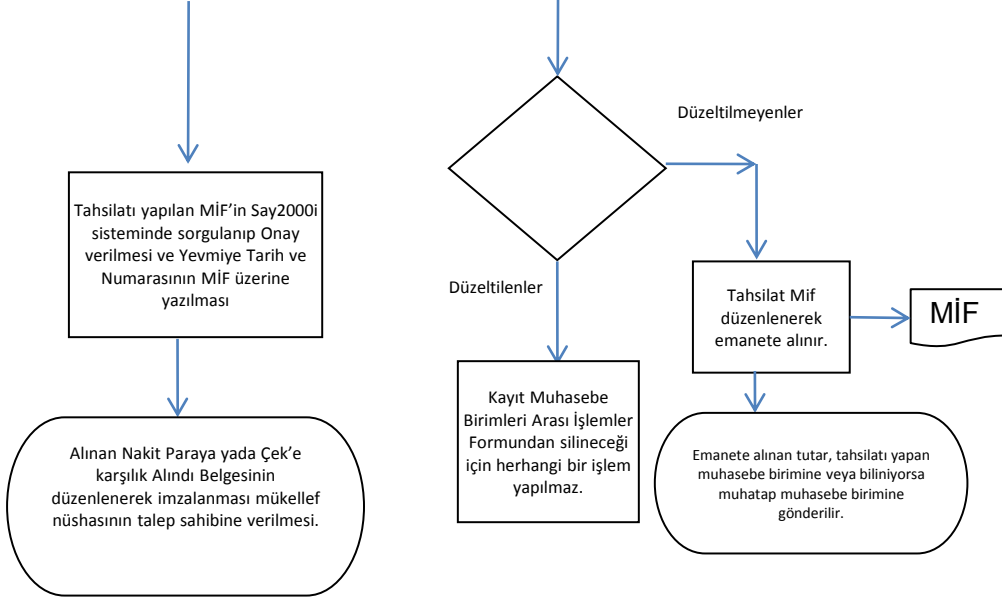 Tahsilatı yapılan MİF’in Say2000i
sisteminde sorgulanıp Onay
verilmesi ve Yevmiye Tarih ve
Numarasının MİF üzerine
yazılması
Alınan Nakit Paraya yada Çek’e
karşılık Alındı Belgesinin
düzenlenerek imzalanması mükellef
nüshasının talep sahibine verilmesi.
Düzeltilmeyenler
Düzeltilenler
Kayıt Muhasebe
Birimleri Arası İşlemler
Formundan silineceği
için herhangi bir işlem
yapılmaz.
Tahsilat Mif
düzenlenerek
emanete alınır.
MİF
Emanete alınan tutar, tahsilatı yapan
muhasebe birimine veya biliniyorsa
muhatap muhasebe birimine
gönderilir.